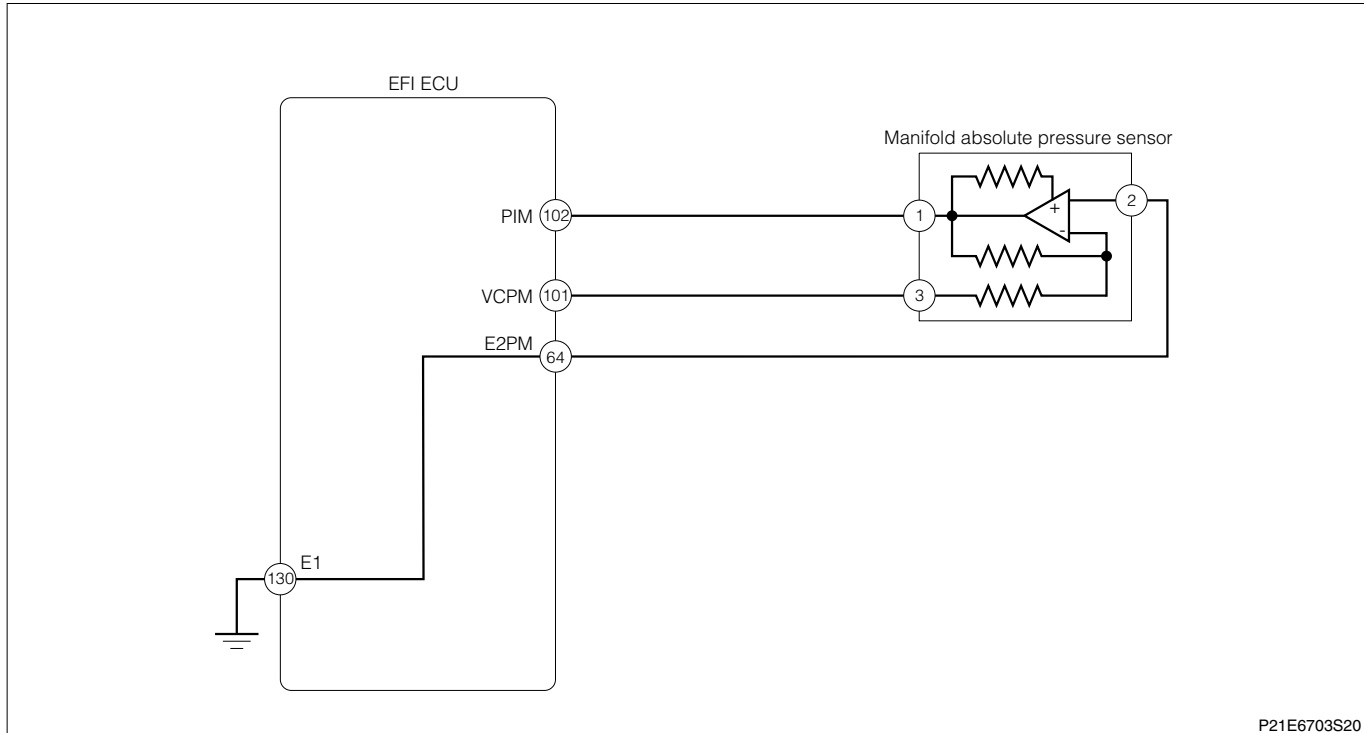 EFI ECU
Manifold absolute pressure sensor
PIM 102
1
+
-
2
VCPM 101
3
E2PM
64
E1
130
P21E6703S20